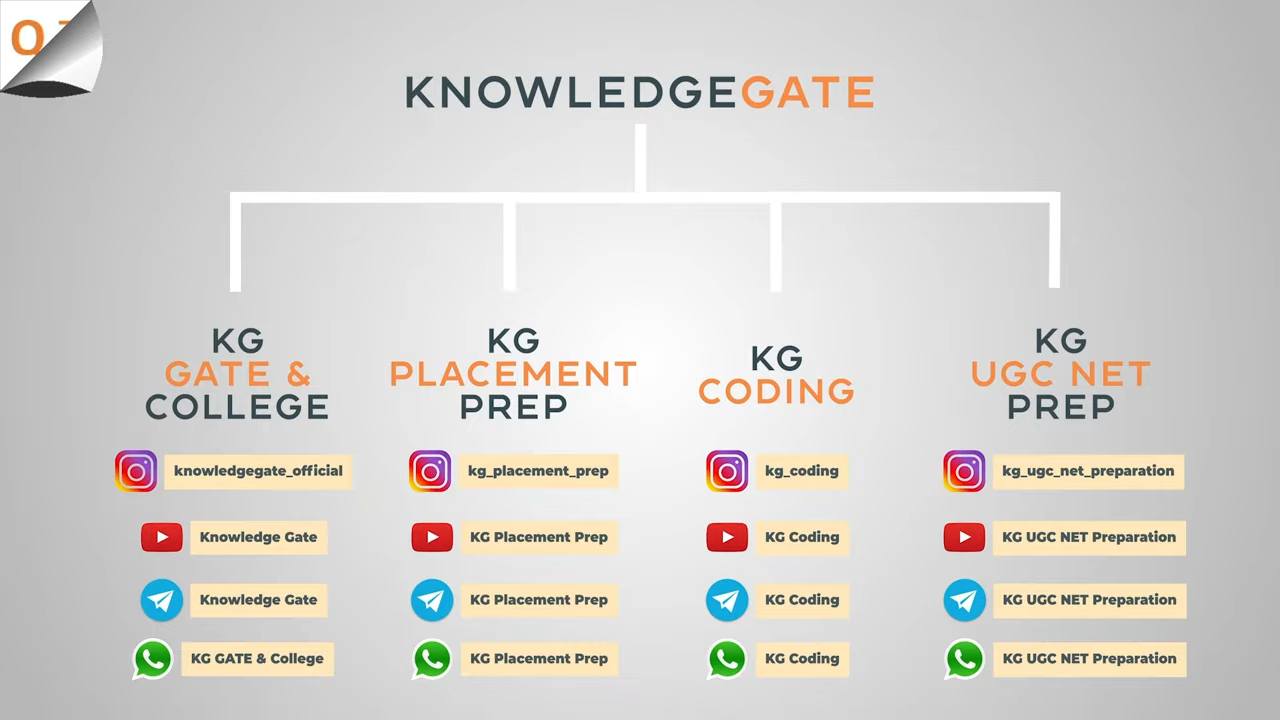 KNOWLEDGEGATE
KG
GATE &
COLLEGE
knowledgegate_official
Knowledge Gate
Knowledge Gate
KG GATE & College
KG
PLACEMENT
PREP
kg_placement_prep
KG Placement Prep
KG Placement Prep
KG Placement Prep
KG
CODING
kg_coding
KG Coding
KG Coding
KG Coding
KG
UGC NET
PREP
kg_ugc_net_preparation
KG UGC NET Preparation
KG UGC NET Preparation
KG UGC NET Preparation